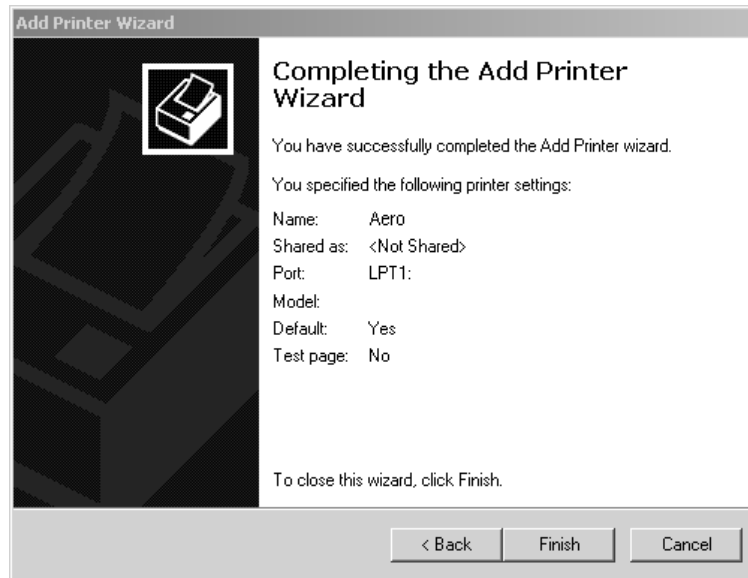 Add Printer Wizard
Completing the Add Printer
Wizard
You have successfully completed the Add Printer wizard.
You specified the following printer settings:
Name: Aero
Shared as: <Not Shared>
Port: LPT1:
Model:
Default: Yes
Test page: No
To close this wizard, click Finish.
< Back Finish Cancel